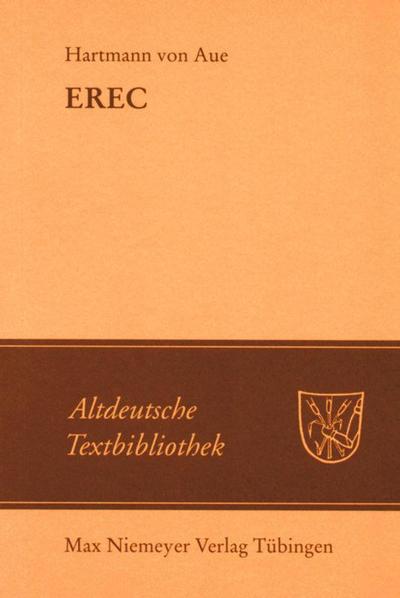 Hartmann von Aue
EREC
Altdeutsche
Textbibliothek
Max Niemeyer Verlag Tübingen